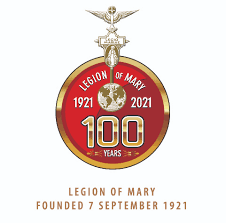 LEGION OF MARY
1921 2021
100
YEARS
LEGION OF MARY
FOUNDED 7 SEPTEMBER 1921